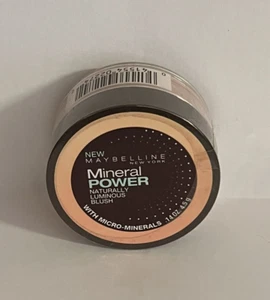 NEW
MAYBELLINE
NEW YORK
Mineral
POWER
NATURALLY
LUMINOUS
BLUSH
WITH MICRO-MINERALS